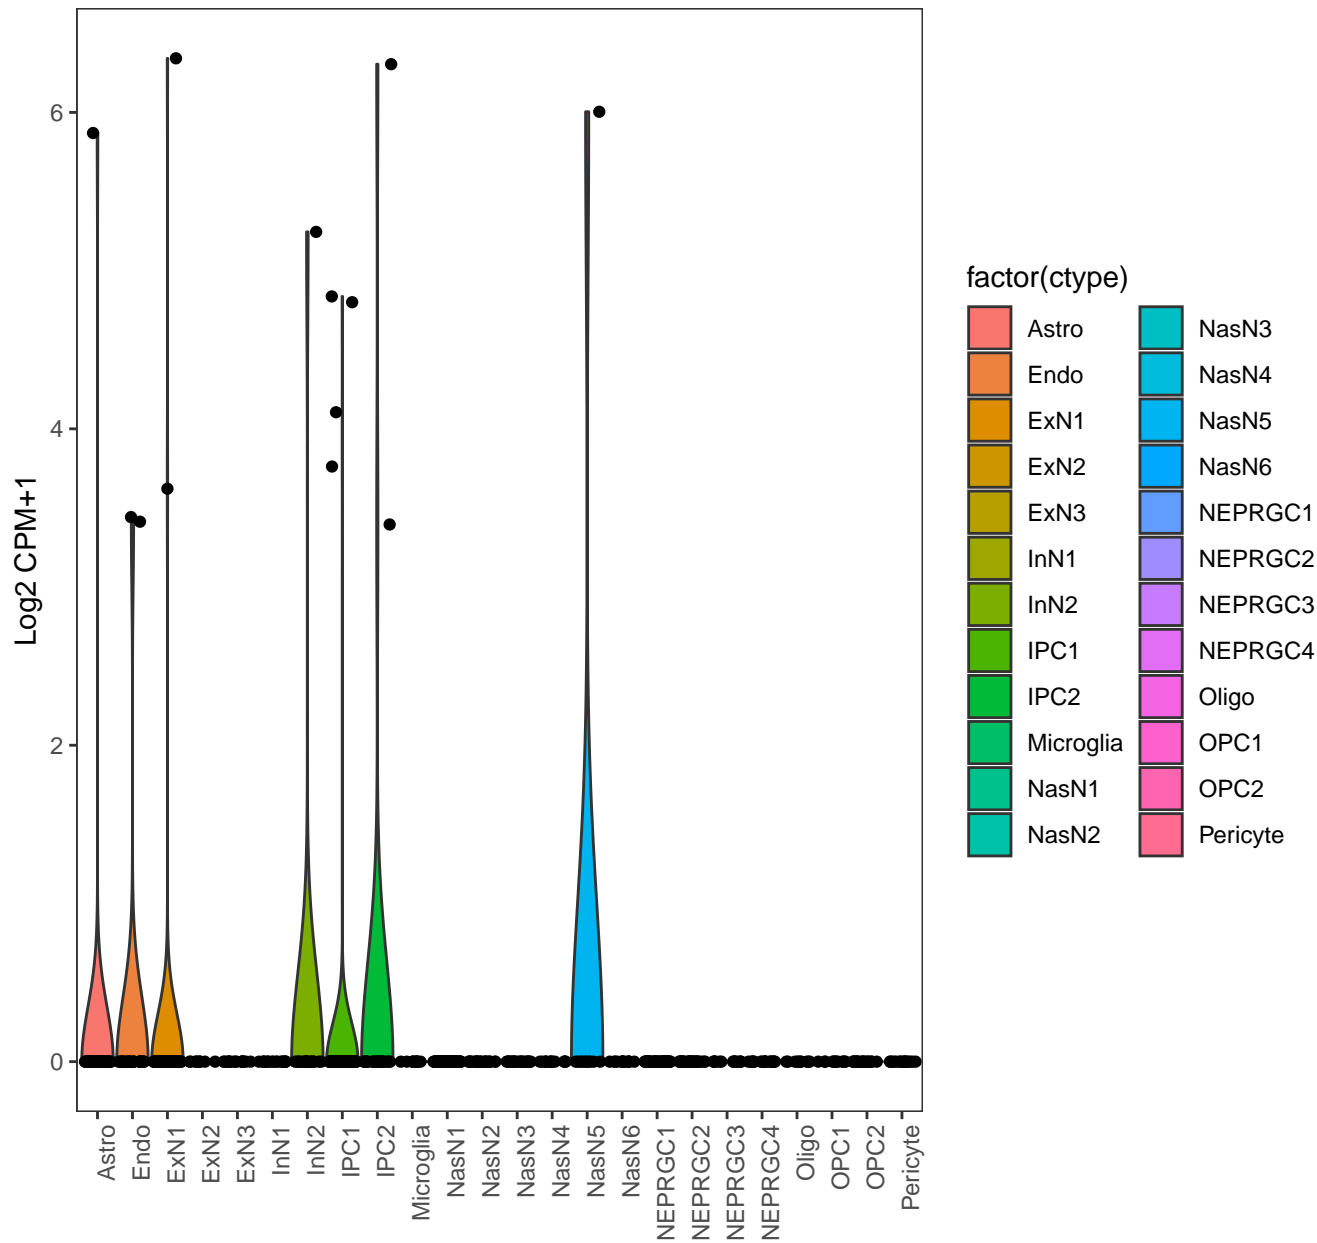 Log2 CPM+1
6
4
2
0
Astro
Endo
ExN1
ExN2
ExN3
InN1
InN2
IPC1
IPC2
Microglia
NasN1
NasN2
NasN3
NasN4
NasN5
NasN6
NEPRGC1
NEPRGC2
NEPRGC3
NEPRGC4
Oligo
OPC1
OPC2
Pericyte
factor(ctype)
Astro
Endo
ExN1
ExN2
ExN3
InN1
InN2
IPC1
IPC2
Microglia
NasN1
NasN2
NasN3
NasN4
NasN5
NasN6
NEPRGC1
NEPRGC2
NEPRGC3
NEPRGC4
Oligo
OPC1
OPC2
Pericyte